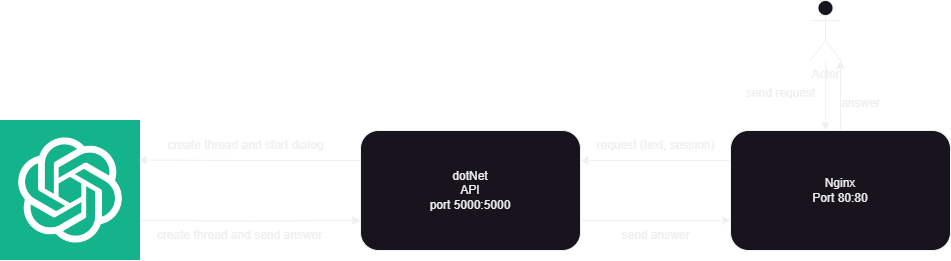 Actor
send request
answer
create thread and start dialog
request (text, session)
dotNet
API
port 5000:5000
Nginx
Port 80:80
create thread and send answer
send answer